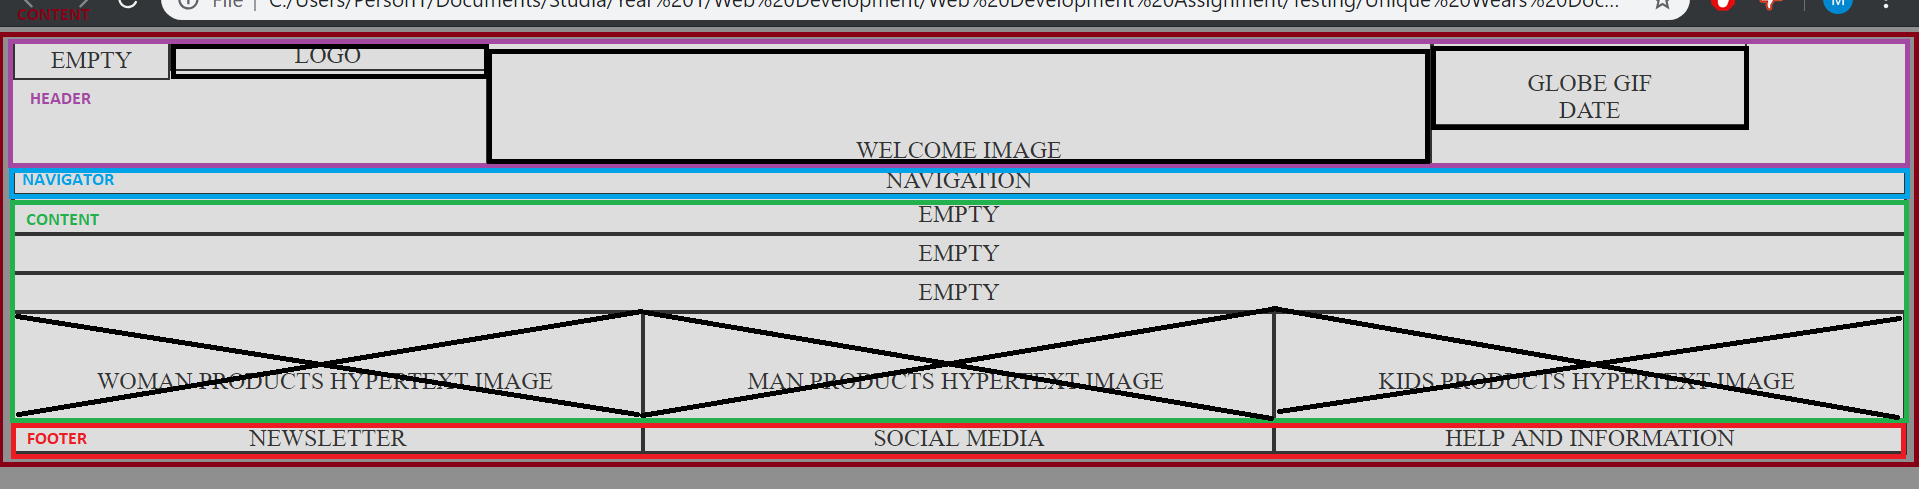 File | C:/Users/Person1/Documents/Studia/Year%201/Web%20Development/Web%20Development%20Assignment/Testing/Unique%20Wears%20Doc...
M
CONTENT
EMPTY
LOGO
HEADER
GLOBE GIF
DATE
WELCOME IMAGE
NAVIGATOR
NAVIGATION
CONTENT
EMPTY
EMPTY
EMPTY
WOMAN PRODUCTS HYPERTEXT IMAGE
MAN PRODUCTS HYPERTEXT IMAGE
KIDS PRODUCTS HYPERTEXT IMAGE
FOOTER
NEWSLETTER
SOCIAL MEDIA
HELP AND INFORMATION